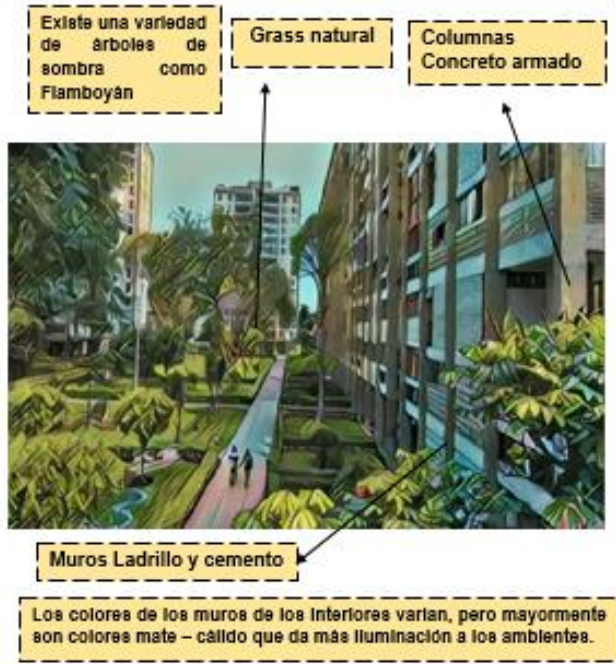 Existe una variedad
de árboles de
sombra como
Flamboyán
Grass natural
Columnas
Concreto armado
Muros Ladrillo y cemento
Los colores de los muros de los interiores varían, pero mayormente
son colores mate – cálido que da más iluminación a los ambientes.